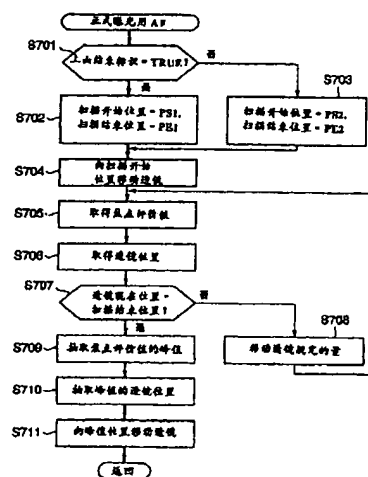 正式曝光用 AF
S701
结束标识=TRUE?
否
是
S702
扫描开始位置=PS1,
扫描结束位置=PE1
S703
扫描开始位置=PS2,
扫描结束位置=PE2
S704
向扫描开始
位置移动透镜
S705
取得焦点评价值
S706
取得透镜位置
S707
透镜现在位置=
扫描结束位置?
否
是
S708
移动透镜规定的量
S709
抽取焦点评价值的峰值
S710
抽取峰值的透镜位置
S711
向峰值位置移动透镜
返回